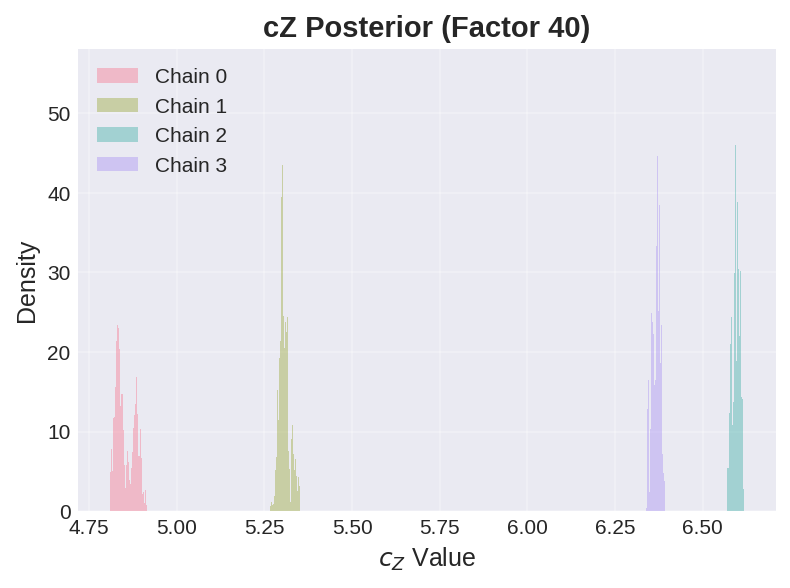 cZ Posterior (Factor 40)
Chain 0
Chain 1
Chain 2
Chain 3
Density
50
40
30
20
10
0
4.75 5.00 5.25 5.50 5.75 6.00 6.25 6.50
c_Z Value